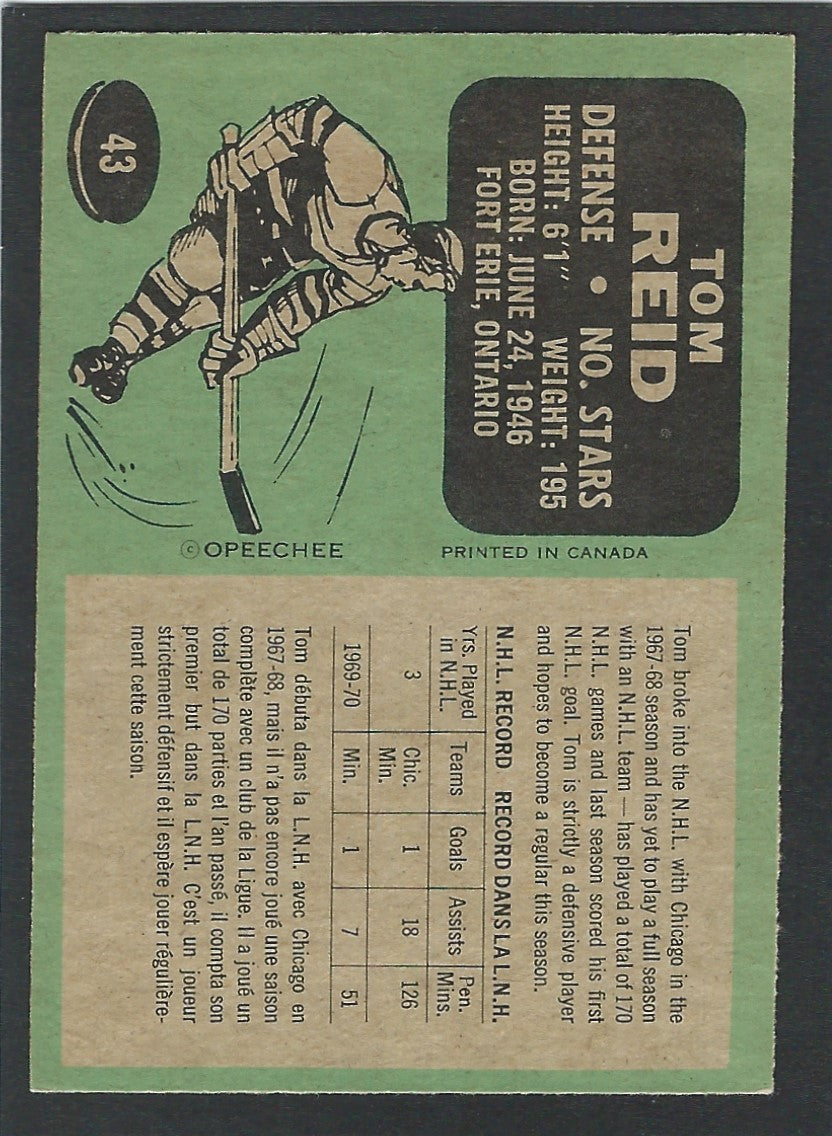 TOM
REID
DEFENSE • NO. STARS
HEIGHT: 6'1" WEIGHT: 195
BORN: JUNE 24, 1946
FORT ERIE, ONTARIO
43
© OPEECHEE
PRINTED IN CANADA
Tom broke into the N.H.L. with Chicago in the
1967-68 season and has yet to play a full season
with an N.H.L. team — has played a total of 170
N.H.L. games and last season scored his first
N.H.L. goal. Tom is strictly a defensive player
and hopes to become a regular this season.
N.H.L. RECORD RECORD DANS LA L.N.H.
Yrs. Played in N.H.L. Teams Goals Assists Pen. Mins.
3 Chic. Min. 1 18 126
1969-70 Min. 1 7 51
Tom débuta dans la L.N.H. avec Chicago en
1967-68, mais il n'a pas encore joué une saison
complète avec un club de la Ligue. Il a joué un
total de 170 parties et l'an passé, il compta son
premier but dans la L.N.H. C'est un joueur
strictement défensif et il espère jouer régulière-
ment cette saison.